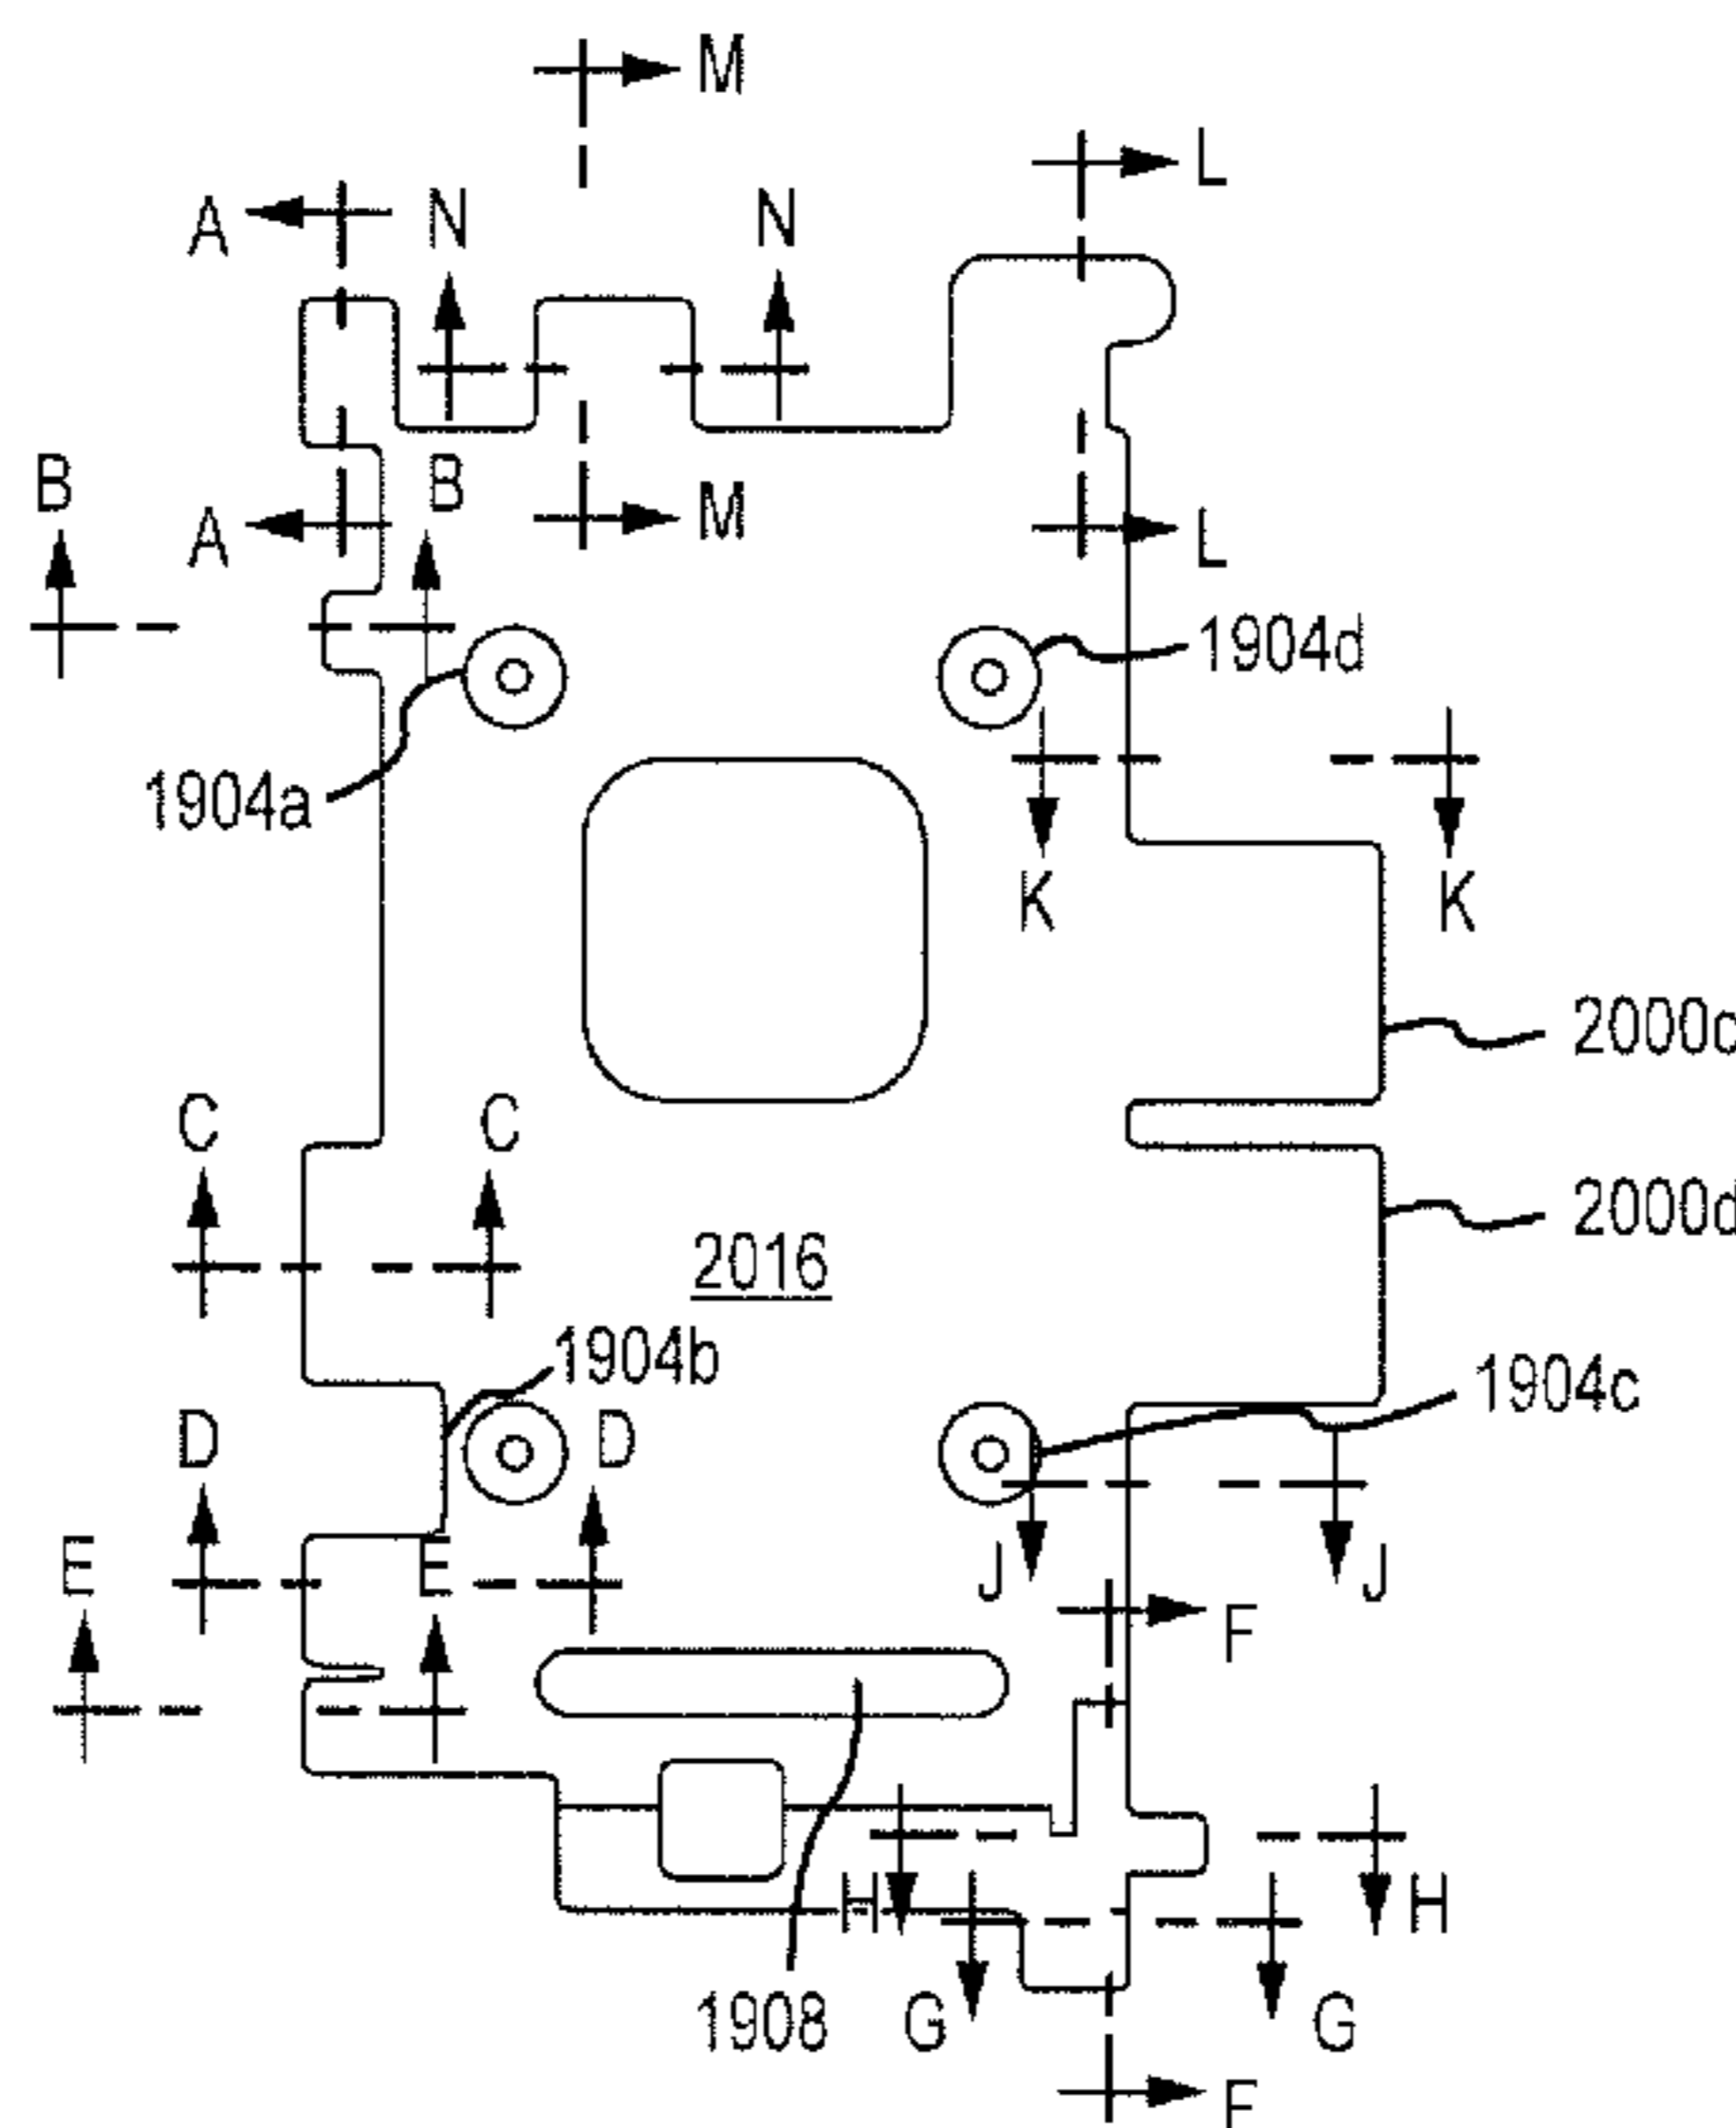 M
L
A N N
B B
A M L
1904d
1904a
K K
2000c
C C
2000d
2016
1904b 1904c
D D
E E J J
F
H H
1908 G G
F